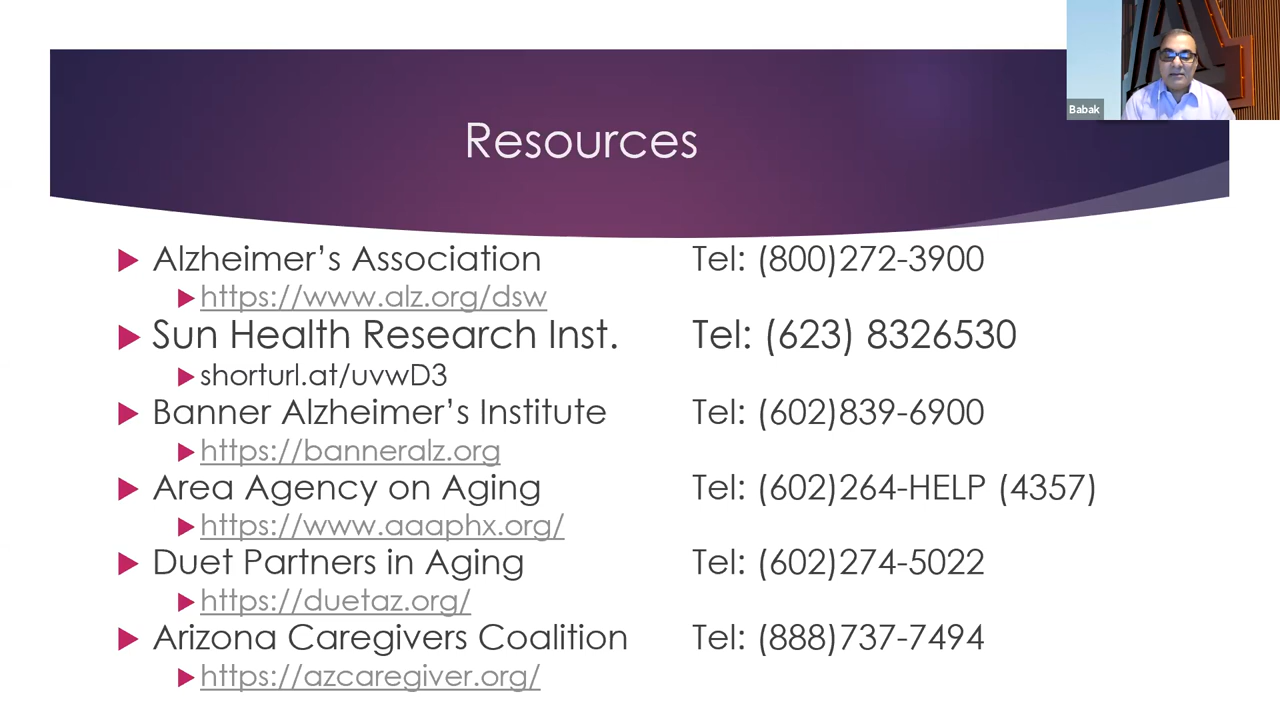 Babak
Resources
Alzheimer's Association Tel: (800)272-3900
https://www.alz.org/dsw
Sun Health Research Inst. Tel: (623) 8326530
shorturl.at/uvwD3
Banner Alzheimer's Institute Tel: (602)839-6900
https://banneralz.org
Area Agency on Aging Tel: (602)264-HELP (4357)
https://www.aaaphx.org/
Duet Partners in Aging Tel: (602)274-5022
https://duetaz.org/
Arizona Caregivers Coalition Tel: (888)737-7494
https://azcaregiver.org/